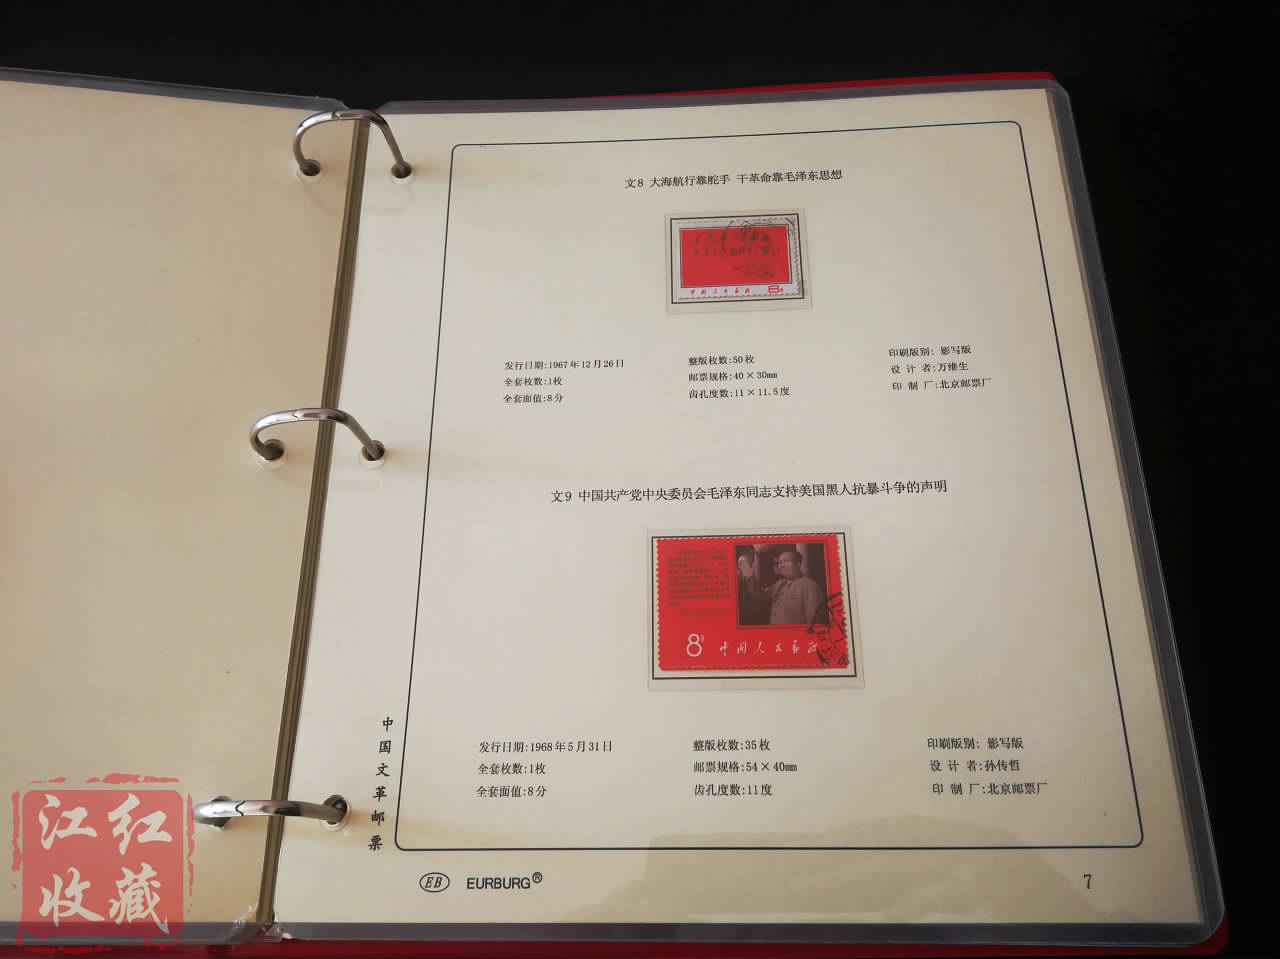 文8 大海航行靠舵手 干革命靠毛泽东思想
中国人民邮政
8分
发行日期:1967年12月26日
全套枚数:1枚
全套面值:8分
整版枚数:50枚
邮票规格:40×30mm
齿孔度数:11×11.5度
印刷版别: 影写版
设 计 者:万维生
印 制 厂:北京邮票厂
文9 中国共产党中央委员会毛泽东同志支持美国黑人抗暴斗争的声明
8分 中国人民邮政
发行日期:1968年5月31日
全套枚数:1枚
全套面值:8分
整版枚数:35枚
邮票规格:54×40mm
齿孔度数:11度
印刷版别: 影写版
设 计 者:孙传哲
印 制 厂:北京邮票厂
中国文革邮票
EB EURBURG®
7
江红
收藏